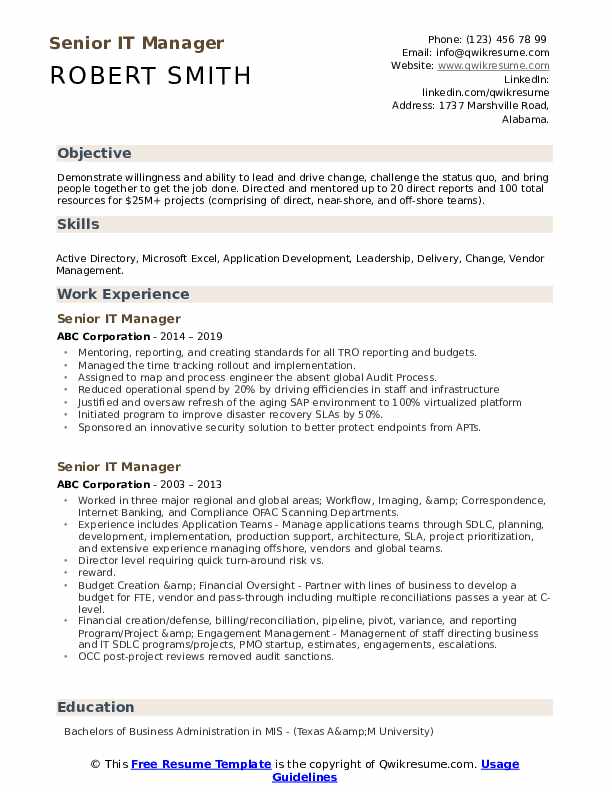 Senior IT Manager
ROBERT SMITH
Phone: (123) 456 78 99
Email: info@qwikresume.com
Website: www.qwikresume.com
LinkedIn:
linkedin.com/qwikresume
Address: 1737 Marshville Road,
Alabama.
Objective
Demonstrate willingness and ability to lead and drive change, challenge the status quo, and bring
people together to get the job done. Directed and mentored up to 20 direct reports and 100 total
resources for $25M+ projects (comprising of direct, near-shore, and off-shore teams).
Skills
Active Directory, Microsoft Excel, Application Development, Leadership, Delivery, Change, Vendor
Management.
Work Experience
Senior IT Manager
ABC Corporation - 2014 – 2019
• Mentoring, reporting, and creating standards for all TRO reporting and budgets.
• Managed the time tracking rollout and implementation.
• Assigned to map and process engineer the absent global Audit Process.
• Reduced operational spend by 20% by driving efficiencies in staff and infrastructure
• Justified and oversaw refresh of the aging SAP environment to 100% virtualized platform
• Initiated program to improve disaster recovery SLAs by 50%.
• Sponsored an innovative security solution to better protect endpoints from APTs.
Senior IT Manager
ABC Corporation - 2003 – 2013
• Worked in three major regional and global areas; Workflow, Imaging, &amp; Correspondence,
Internet Banking, and Compliance OFAC Scanning Departments.
• Experience includes Application Teams - Manage applications teams through SDLC, planning,
development, implementation, production support, architecture, SLA, project prioritization,
and extensive experience managing offshore, vendors and global teams.
• Director level requiring quick turn-around risk vs.
• reward.
• Budget Creation &amp; Financial Oversight - Partner with lines of business to develop a
budget for FTE, vendor and pass-through including multiple reconciliations passes a year at C-
level.
• Financial creation/defense, billing/reconciliation, pipeline, pivot, variance, and reporting
Program/Project &amp; Engagement Management - Management of staff directing business
and IT SDLC programs/projects, PMO startup, estimates, engagements, escalations.
• OCC post-project reviews removed audit sanctions.
Education
Bachelors of Business Administration in MIS - (Texas A&amp;M University)
© This Free Resume Template is the copyright of Qwikresume.com. Usage
Guidelines